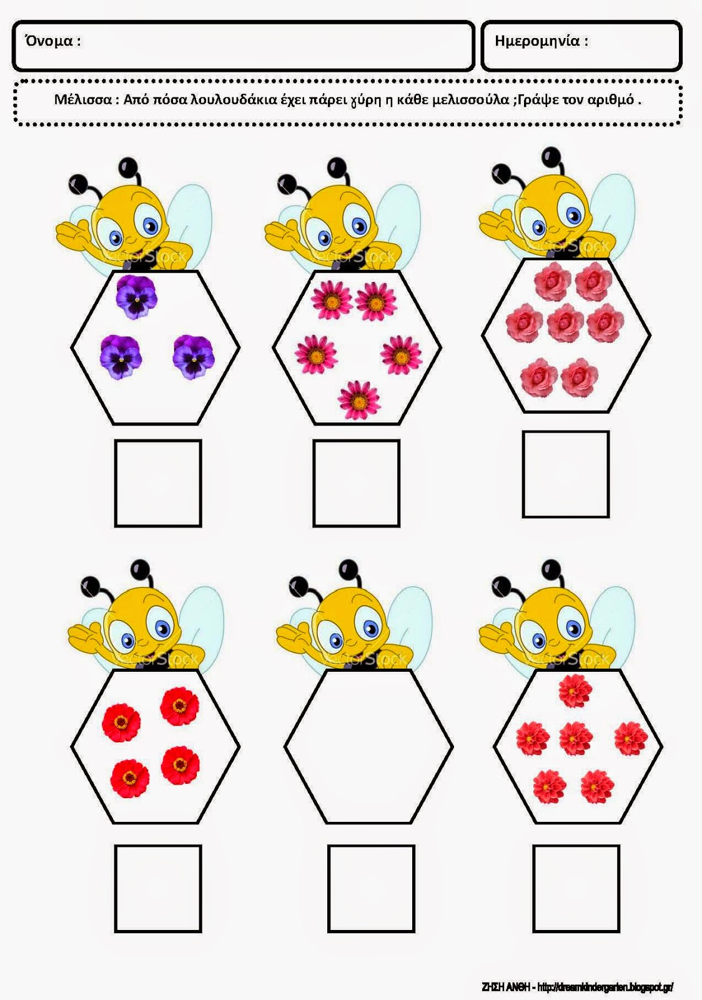 Όνομα :
Ημερομηνία :
Μέλισσα : Από πόσα λουλουδάκια έχει πάρει γύρη η κάθε μελισσούλα ;Γράψε τον αριθμό .
VectorStock
VectorStock
VectorStock
VectorStock
VectorStock
VectorStock
ΖΗΣΗ ΑΝΘΗ - http://dreamkindergarten.blogspot.gr/